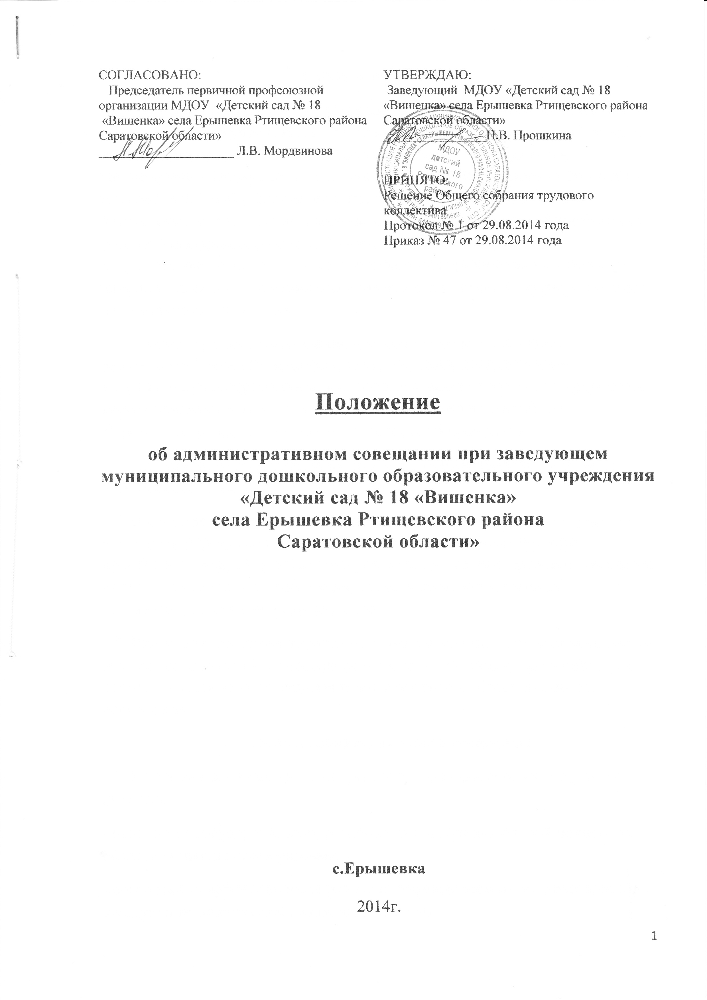 СОГЛАСОВАНО:
Председатель первичной профсоюзной
организации МДОУ «Детский сад № 18
«Вишенка» села Ерышевка Ртищевского района
Саратовской области»
Л.В. Мордвинова
УТВЕРЖДАЮ:
Заведующий МДОУ «Детский сад № 18
«Вишенка» села Ерышевка Ртищевского района
Саратовской области»
Н.В. Прошкина
МДОУ
детский
сад № 18
Ртищевского
района
ПРИНЯТО:
Решение Общего собрания трудового
коллектива
Протокол № 1 от 29.08.2014 года
Приказ № 47 от 29.08.2014 года
Положение
об административном совещании при заведующем
муниципального дошкольного образовательного учреждения
«Детский сад № 18 «Вишенка»
села Ерышевка Ртищевского района
Саратовской области»
с.Ерышевка
2014г.
1